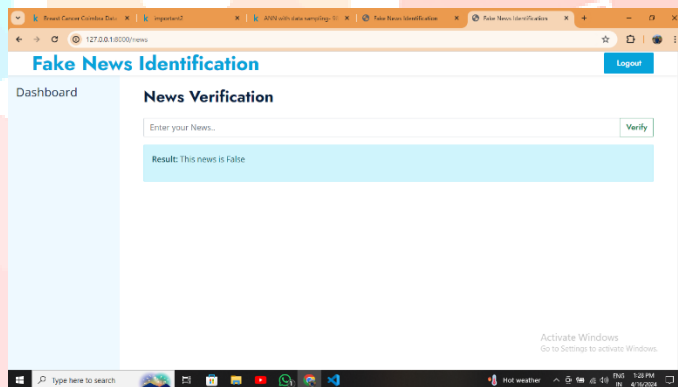 Breast Cancer Coimbra Data
important2
ANN with data sampling
Fake News Identification
Fake News Identification
127.0.0.1:8000/news
Fake News Identification
Logout
Dashboard
News Verification
Enter your News..
Verify
Result: This news is False
Activate Windows
Go to Settings to activate Windows.
Type here to search
Hot weather
ENG
IN
1:28 PM
4/16/2024